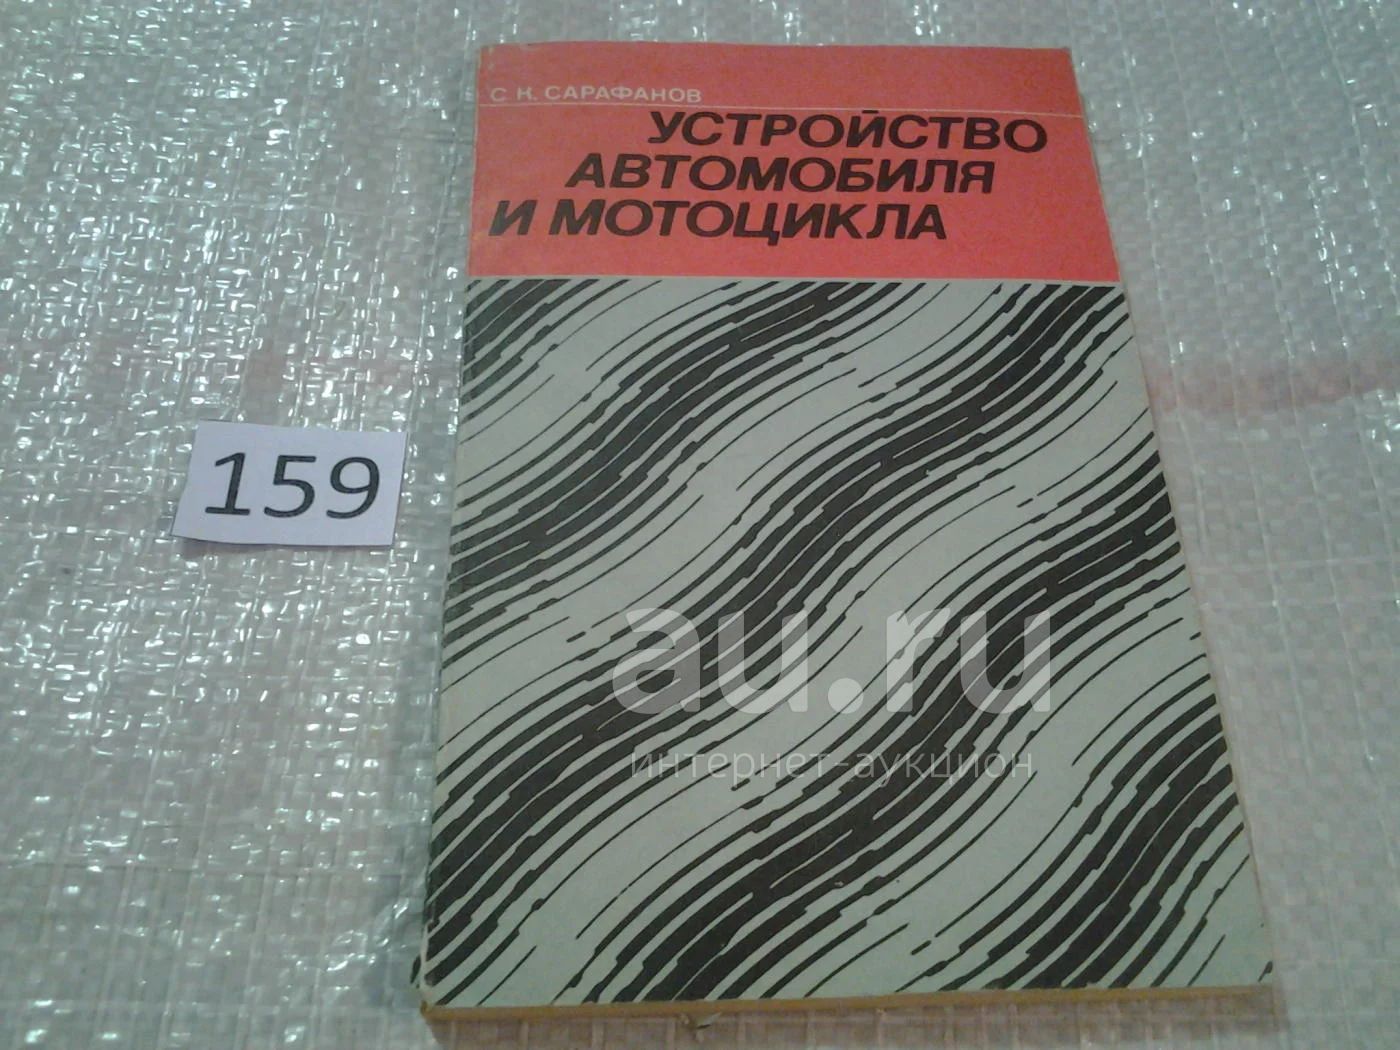 С К. САРАФАНОВ
УСТРОЙСТВО
АВТОМОБИЛЯ
И МОТОЦИКЛА
159
au.ru
интернет-аукцион